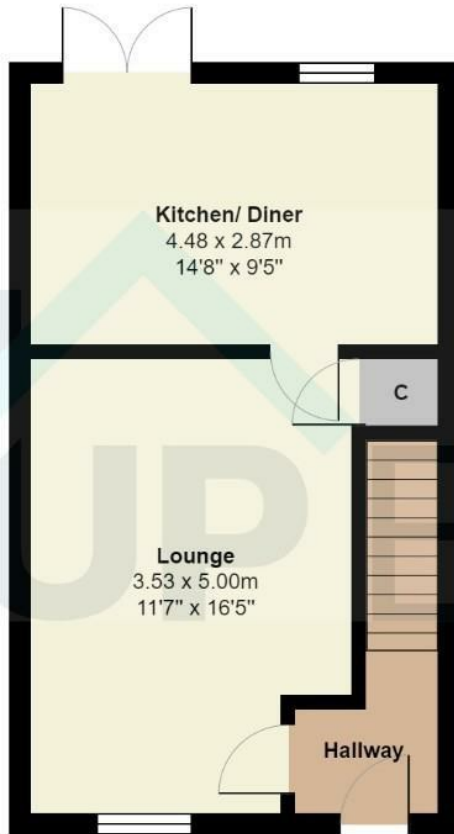 Kitchen/ Diner
4.48 x 2.87m
14'8" x 9'5"
C
Lounge
3.53 x 5.00m
11'7" x 16'5"
Hallway